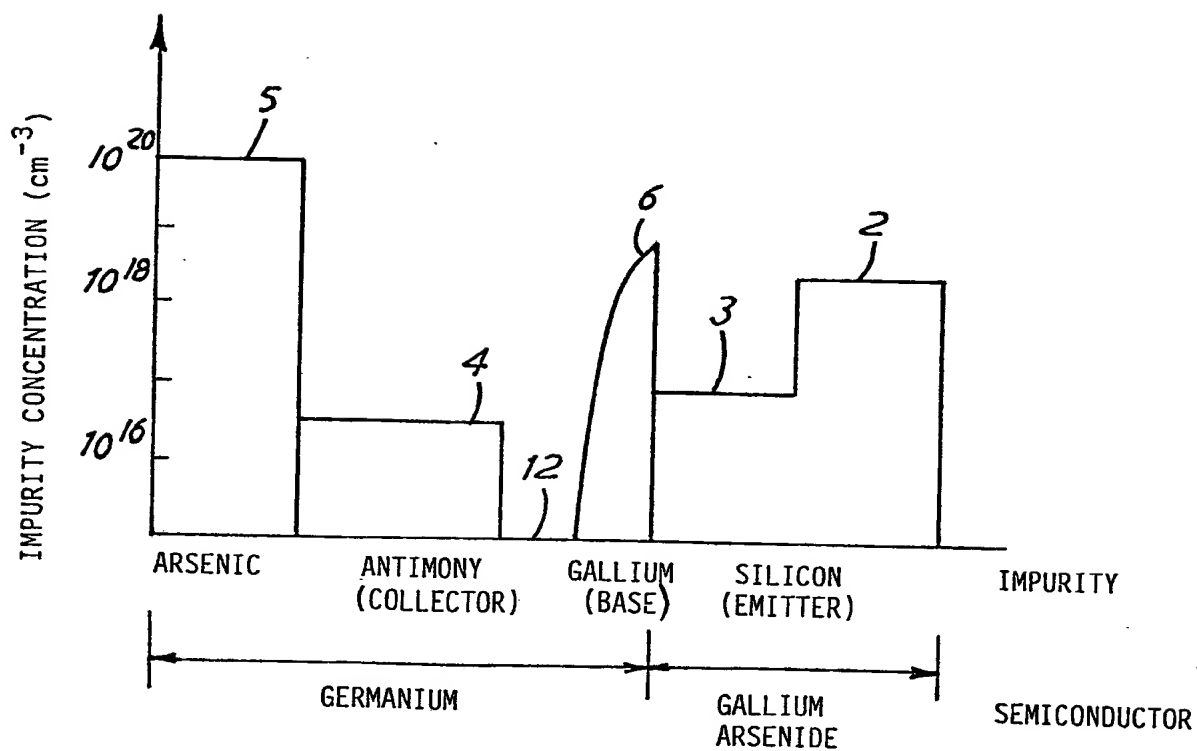 IMPURITY CONCENTRATION (cm⁻³)
10²⁰
10¹⁸
10¹⁶
5
4
12
6
3
2
ARSENIC
ANTIMONY
(COLLECTOR)
GALLIUM
(BASE)
SILICON
(EMITTER)
IMPURITY
GERMANIUM
GALLIUM
ARSENIDE
SEMICONDUCTOR